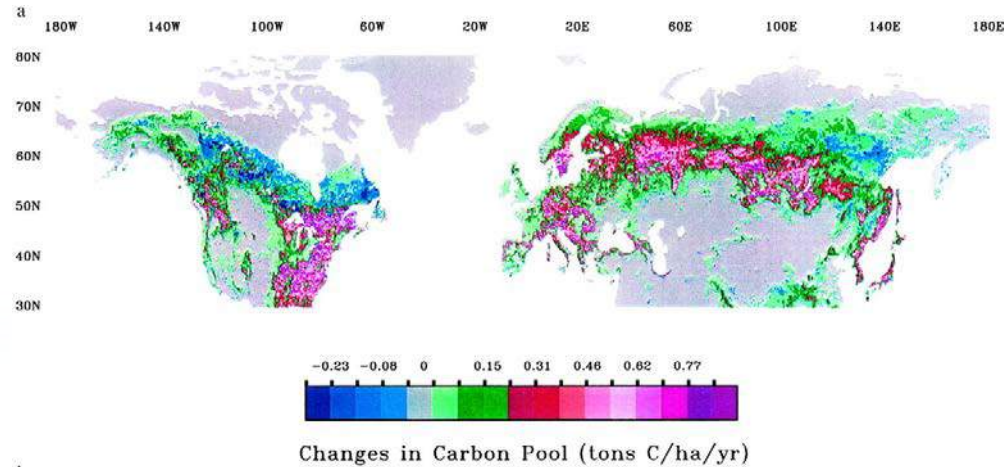 a
180W 140W 100W 60W 20W 20E 60E 100E 140E 180E
80N
70N
60N
50N
40N
30N
-0.23 -0.08 0 0.15 0.31 0.46 0.62 0.77
Changes in Carbon Pool (tons C/ha/yr)